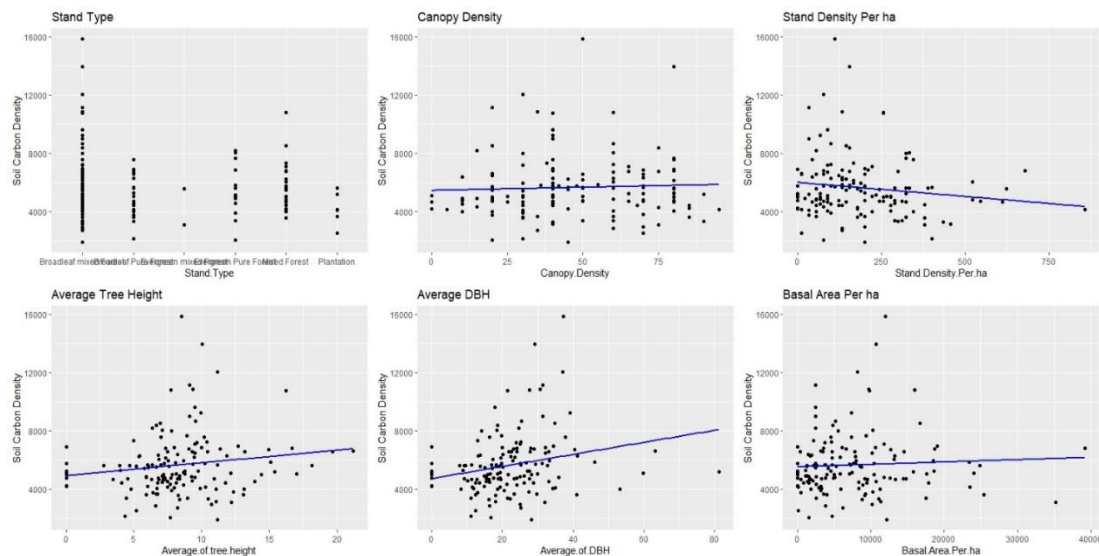 Stand Type
Soil Carbon Density
16000
12000
8000
4000
Plantation
Stand.Type
Canopy Density
Soil Carbon Density
16000
12000
8000
4000
0 25 50 75
Canopy.Density
Stand Density Per ha
Soil Carbon Density
16000
12000
8000
4000
0 250 500 750
Stand.Density.Per.ha
Average Tree Height
Soil Carbon Density
16000
12000
8000
4000
0 5 10 15 20
Average.of.tree.height
Average DBH
Soil Carbon Density
16000
12000
8000
4000
0 20 40 60 80
Average.of.DBH
Basal Area Per ha
Soil Carbon Density
16000
12000
8000
4000
0 10000 20000 30000 40000
Basal.Area.Per.ha